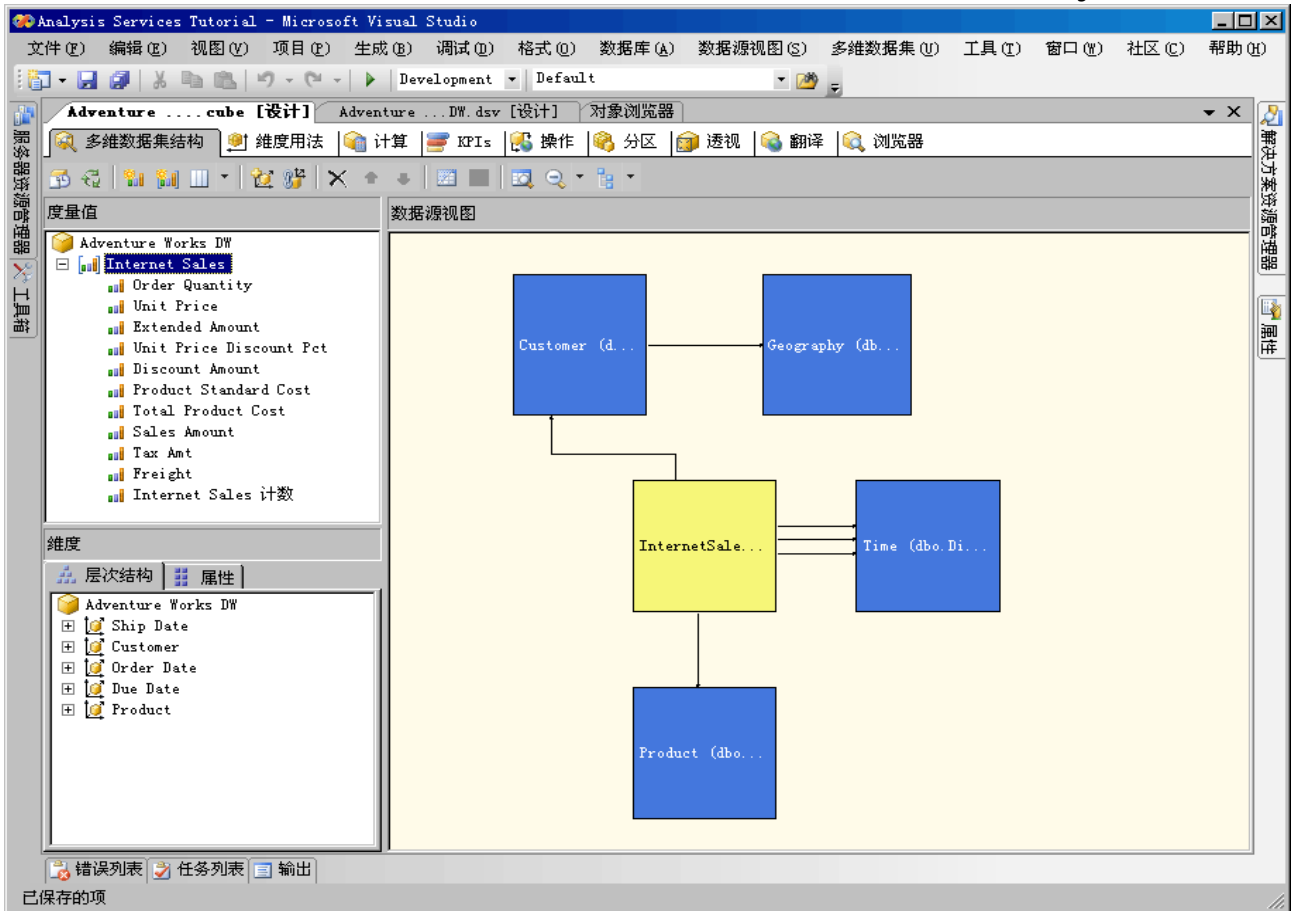 Analysis Services Tutorial - Microsoft Visual Studio
文件(F) 编辑(E) 视图(V) 项目(P) 生成(B) 调试(D) 格式(O) 数据库(A) 数据源视图(S) 多维数据集(U) 工具(T) 窗口(W) 社区(C) 帮助(H)
Development Default
Adventure ....cube [设计] Adventure ...DW.dsv [设计] 对象浏览器
多维数据集结构 维度用法 计算 KPIs 操作 分区 透视 翻译 浏览器
服务器资源管理器
工具箱
度量值
Adventure Works DW
Internet Sales
Order Quantity
Unit Price
Extended Amount
Unit Price Discount Pct
Discount Amount
Product Standard Cost
Total Product Cost
Sales Amount
Tax Amt
Freight
Internet Sales 计数
维度
层次结构 属性
Adventure Works DW
Ship Date
Customer
Order Date
Due Date
Product
数据源视图
Customer (d...
Geography (db...
InternetSale...
Time (dbo.Di...
Product (dbo...
解决方案资源管理器
属性
错误列表 任务列表 输出
已保存的项